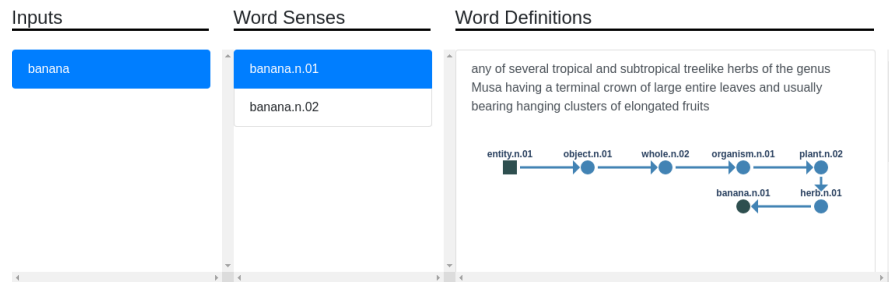 Inputs
Word Senses
Word Definitions
banana
banana.n.01
banana.n.02
any of several tropical and subtropical treelike herbs of the genus
Musa having a terminal crown of large entire leaves and usually
bearing hanging clusters of elongated fruits
entity.n.01 object.n.01 whole.n.02 organism.n.01 plant.n.02
banana.n.01 herb.n.01